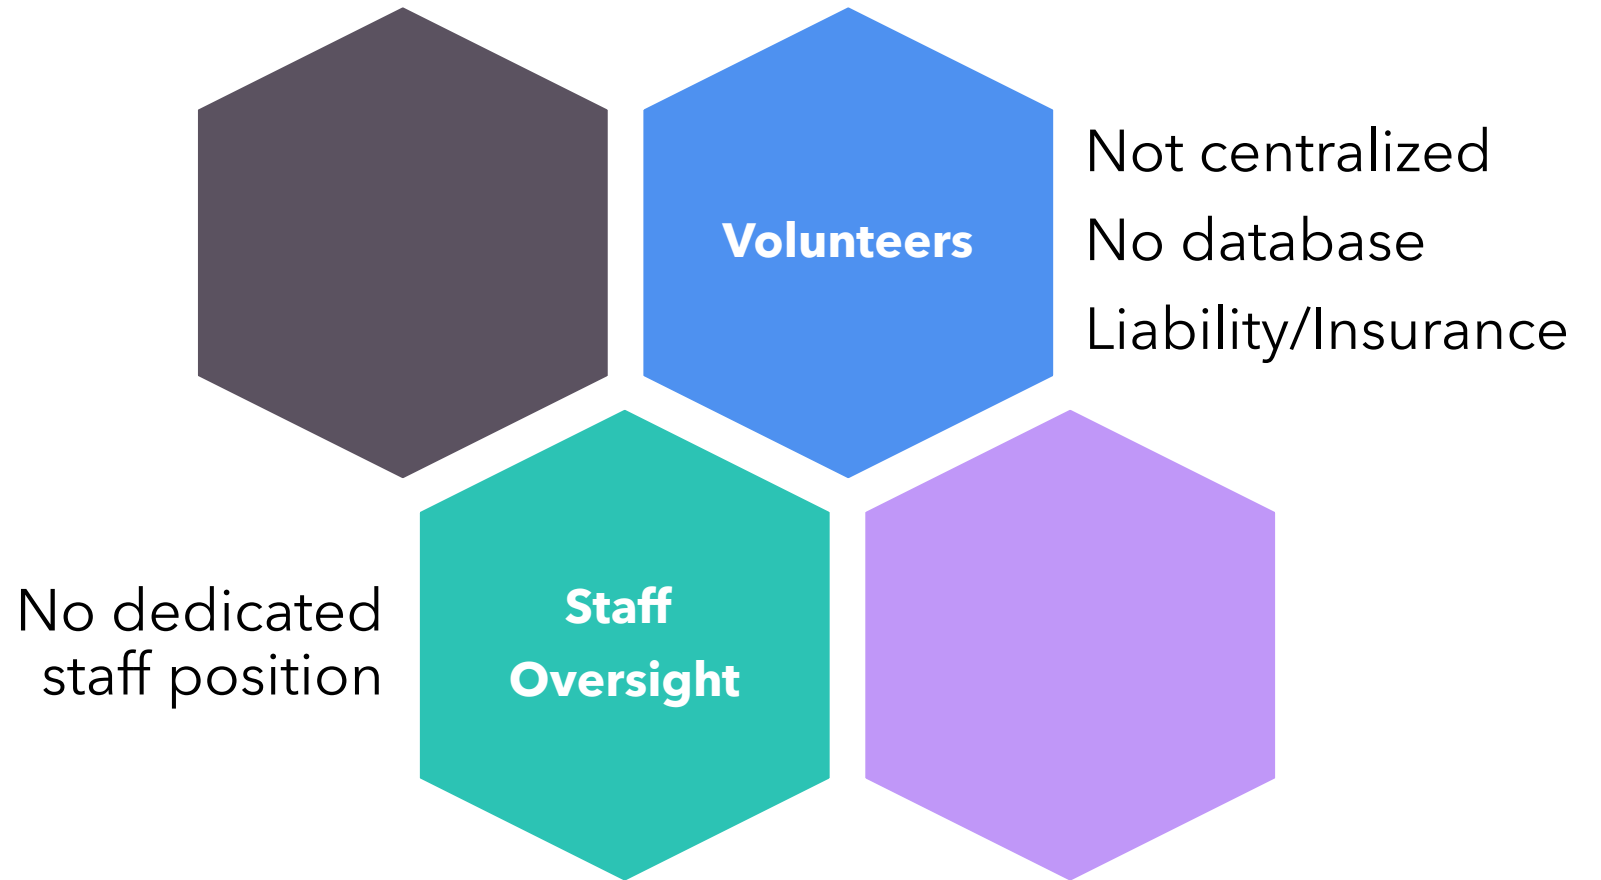 Volunteers
Not centralized
No database
Liability/Insurance
No dedicated
staff position
Staff
Oversight